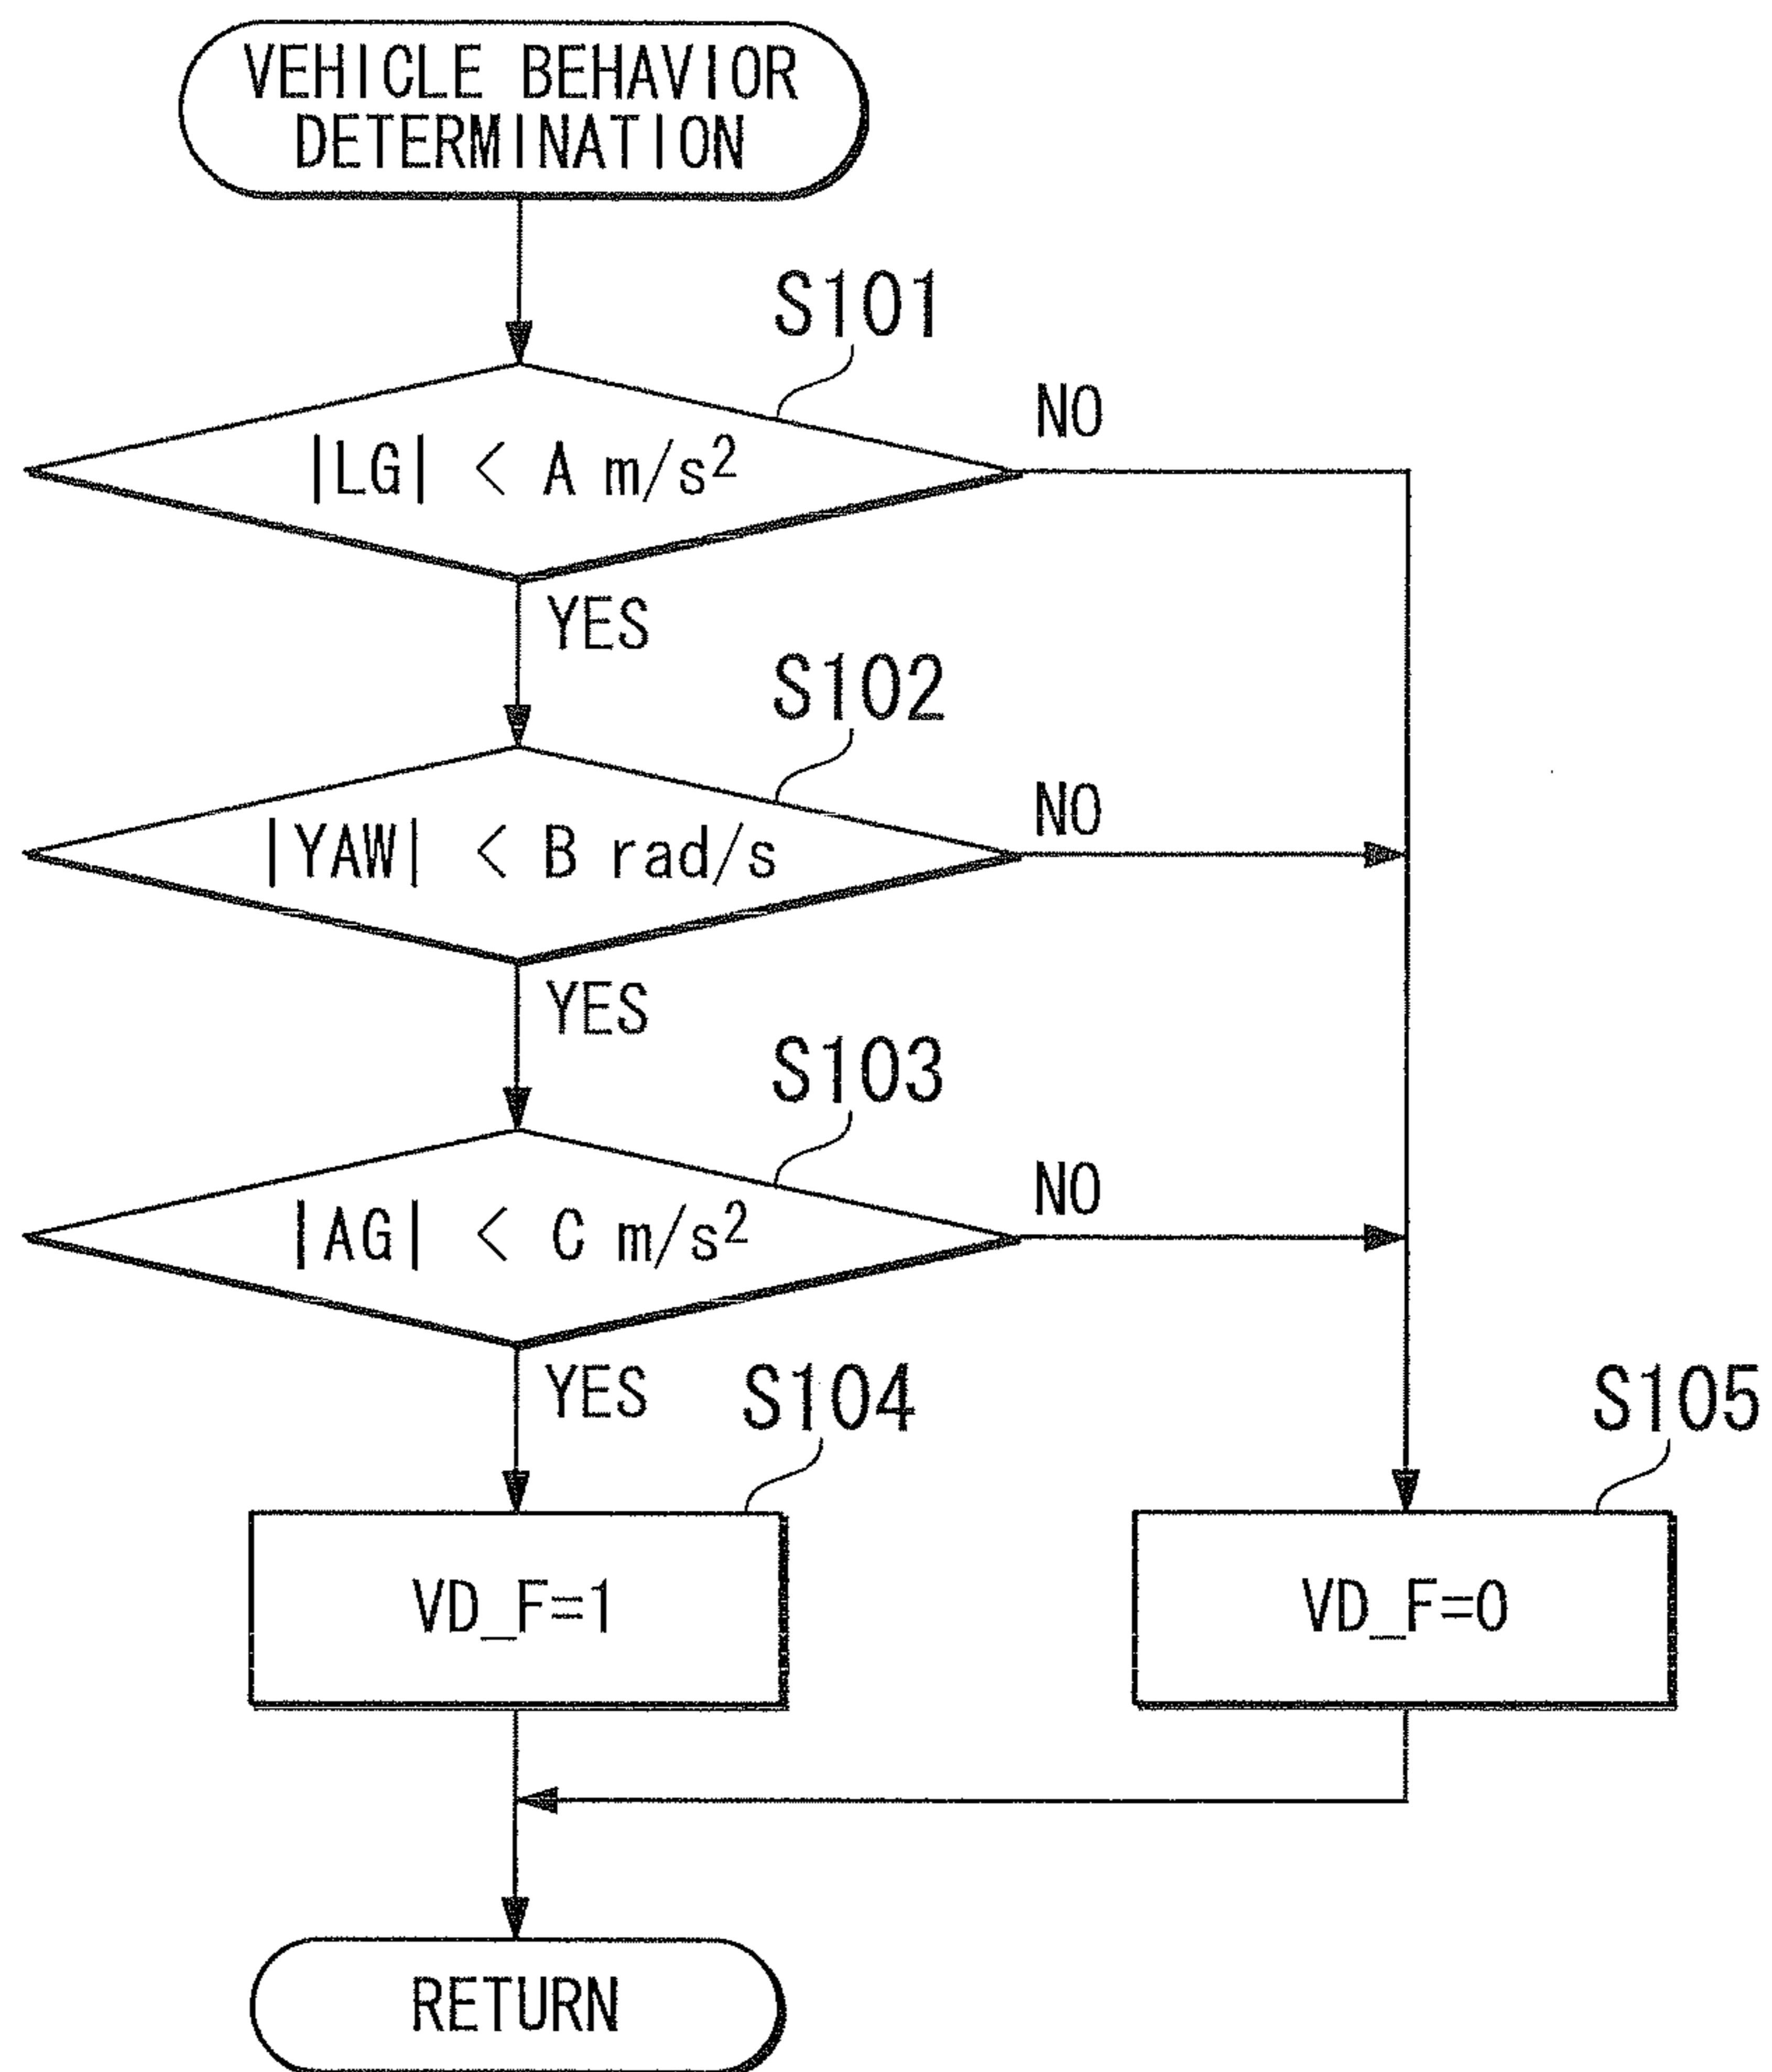 VEHICLE BEHAVIOR
DETERMINATION
S101
|LG| < A m/s²
NO
YES
S102
|YAW| < B rad/s
NO
YES
S103
|AG| < C m/s²
NO
YES
S104
S105
VD_F=1
VD_F=0
RETURN